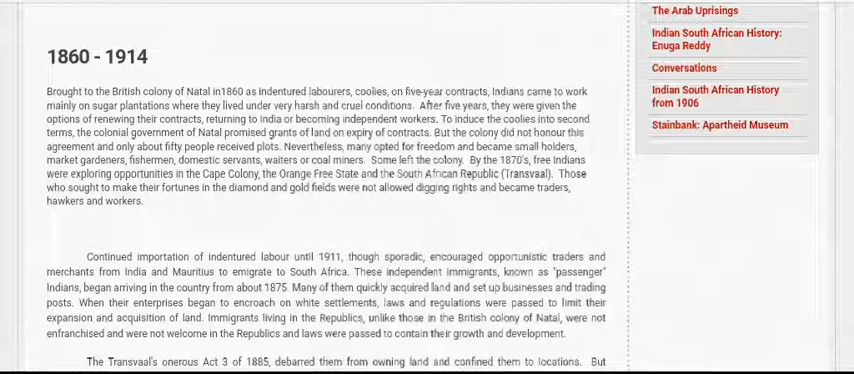 1860 - 1914
Brought to the British colony of Natal in1860 as indentured labourers, coolies, on five-year contracts, Indians came to work
mainly on sugar plantations where they lived under very harsh and cruel conditions. After five years, they were given the
options of renewing their contracts, returning to India or becoming independent workers. To induce the coolies into second
terms, the colonial government of Natal promised grants of land on expiry of contracts. But the colony did not honour this
agreement and only about fifty people received plots. Nevertheless, many opted for freedom and became small holders,
market gardeners, fishermen, domestic servants, waiters or coal miners. Some left the colony. By the 1870's, free Indians
were exploring opportunities in the Cape Colony, the Orange Free State and the South African Republic (Transvaal). Those
who sought to make their fortunes in the diamond and gold fields were not allowed digging rights and became traders,
hawkers and workers.
Continued importation of indentured labour until 1911, though sporadic, encouraged opportunistic traders and
merchants from India and Mauritius to emigrate to South Africa. These independent immigrants, known as "passenger"
Indians, began arriving in the country from about 1875. Many of them quickly acquired land and set up businesses and trading
posts. When their enterprises began to encroach on white settlements, laws and regulations were passed to limit their
expansion and acquisition of land. Immigrants living in the Republics, unlike those in the British colony of Natal, were not
enfranchised and were not welcome in the Republics and laws were passed to contain their growth and development.
The Transvaal's onerous Act 3 of 1885, debarred them from owning land and confined them to locations. But
The Arab Uprisings
Indian South African History:
Enuga Reddy
Conversations
Indian South African History
from 1906
Stainbank: Apartheid Museum